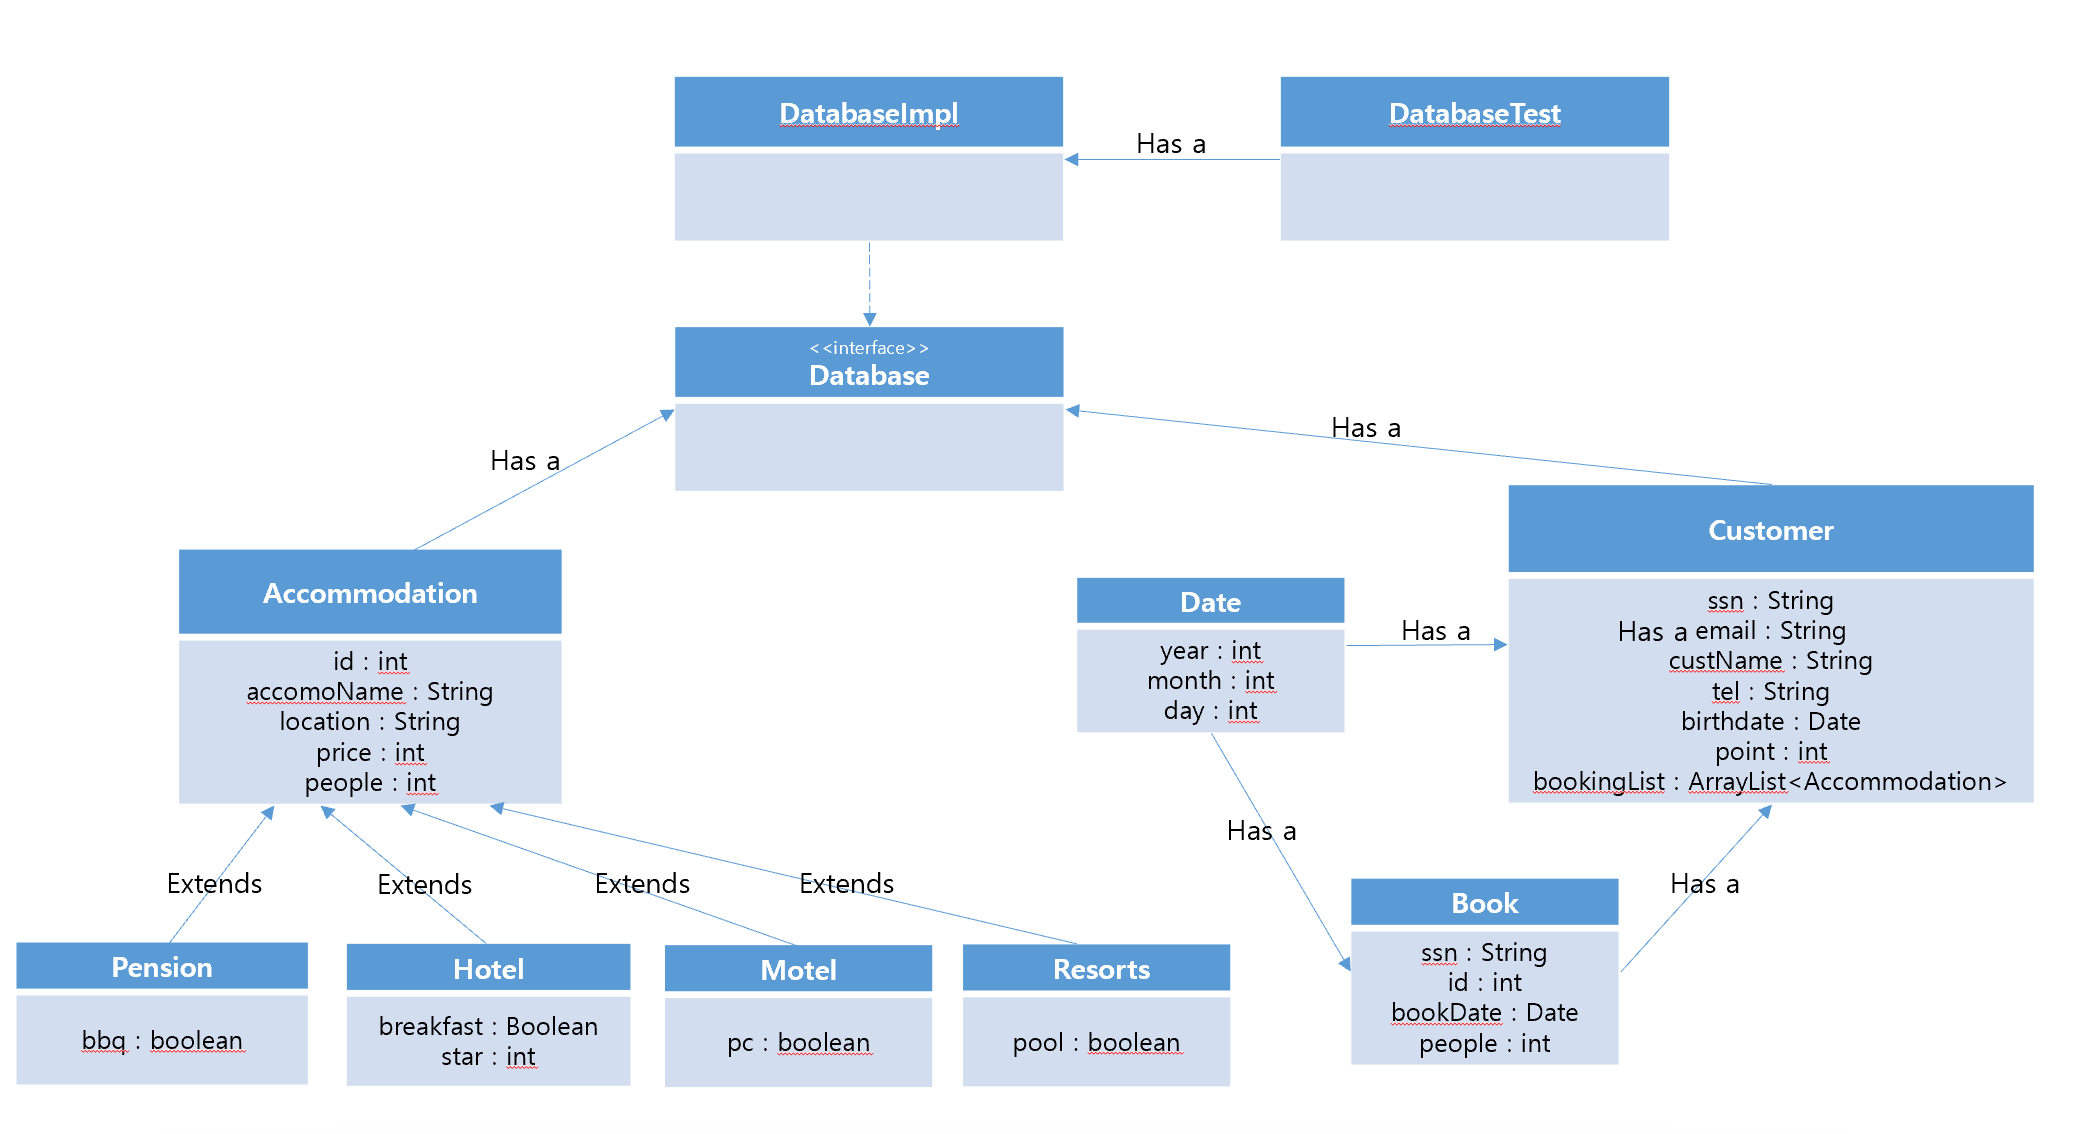 DatabaseImpl
Has a
DatabaseTest
<<interface>>
Database
Has a
Has a
Accommodation
id : int
accomoName : String
location : String
price : int
people : int
Date
year : int
month : int
day : int
Has a
Customer
ssn : String
Has a
email : String
custName : String
tel : String
birthdate : Date
point : int
bookingList : ArrayList<Accommodation>
Has a
Has a
Extends
Extends
Extends
Extends
Pension
bbq : boolean
Hotel
breakfast : Boolean
star : int
Motel
pc : boolean
Resorts
pool : boolean
Book
ssn : String
id : int
bookDate : Date
people : int